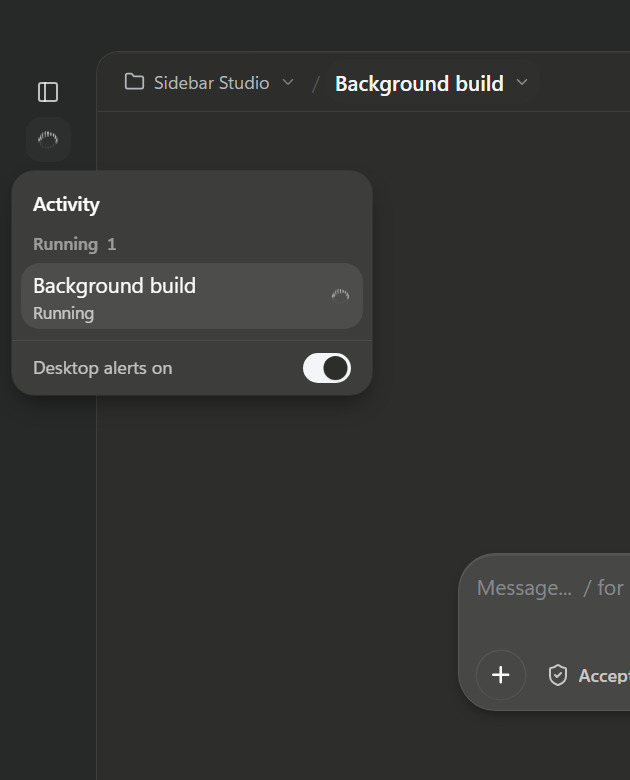 Sidebar Studio / Background build
Activity
Running 1
Background build
Running
Desktop alerts on
Message... / for
Accept